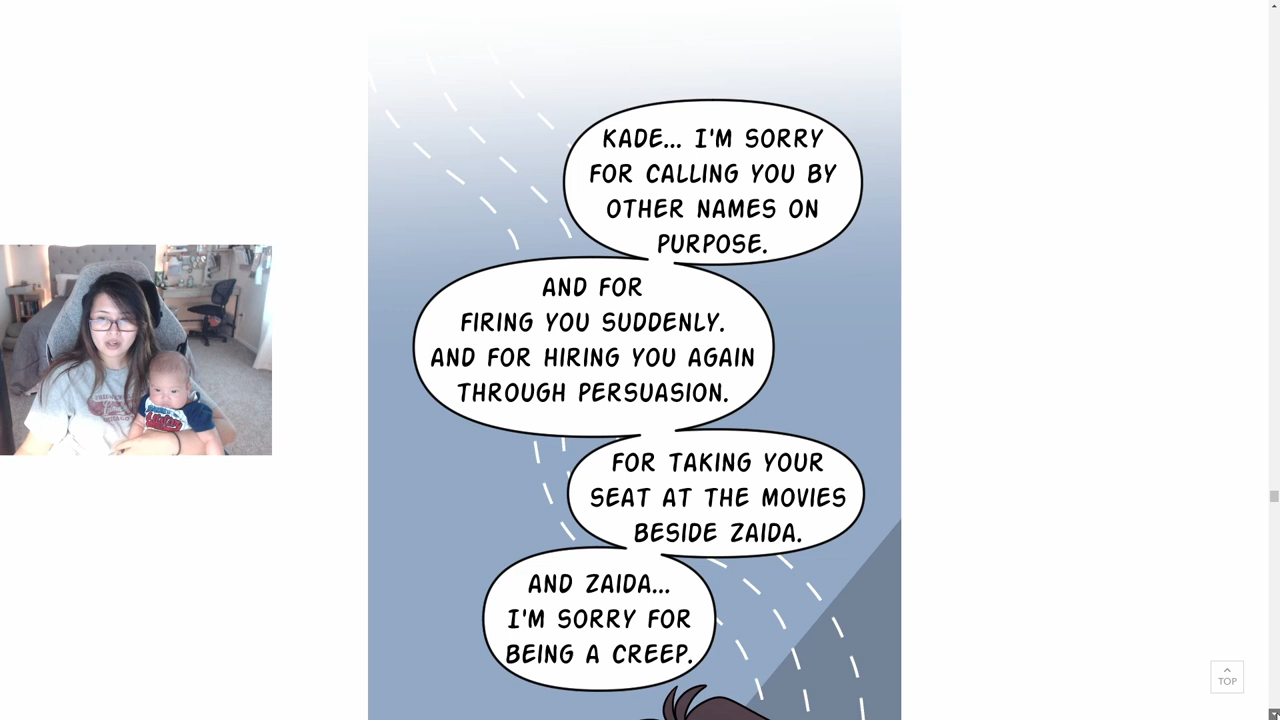 KADE... I'M SORRY
FOR CALLING YOU BY
OTHER NAMES ON
PURPOSE.
AND FOR
FIRING YOU SUDDENLY.
AND FOR HIRING YOU AGAIN
THROUGH PERSUASION.
FOR TAKING YOUR
SEAT AT THE MOVIES
BESIDE ZAIDA.
AND ZAIDA...
I'M SORRY FOR
BEING A CREEP.
TOP